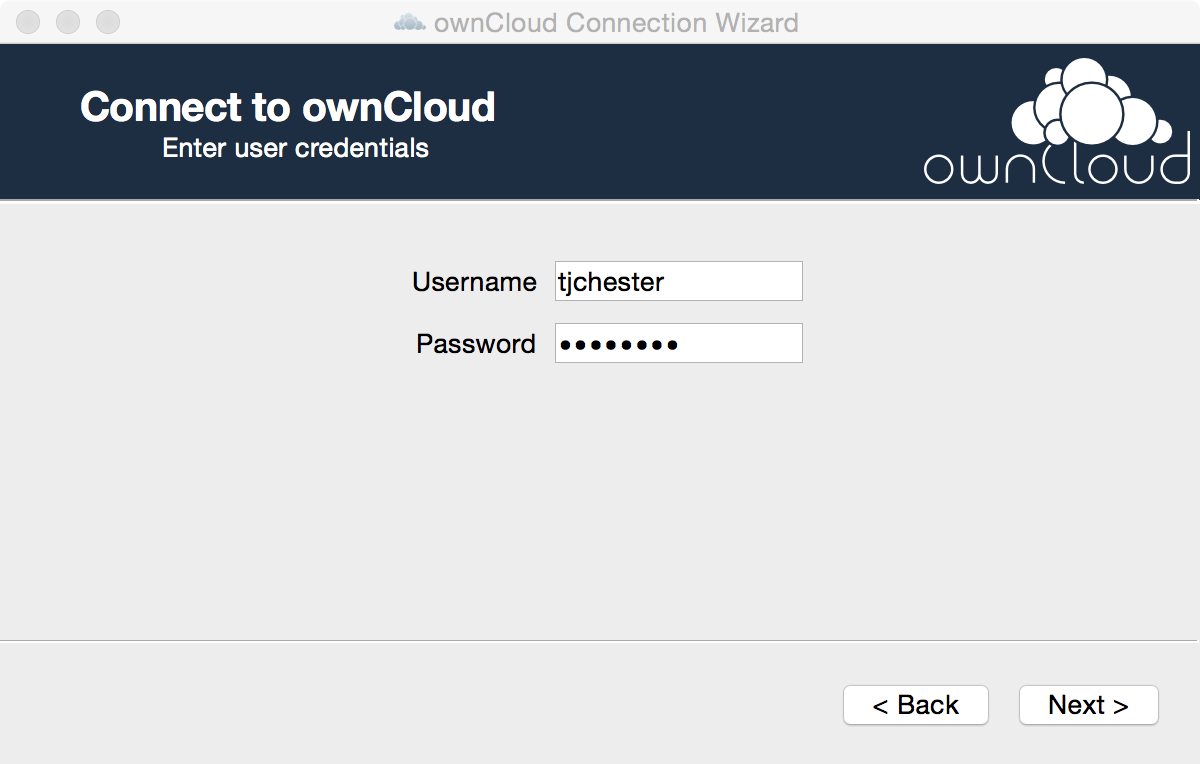 ownCloud Connection Wizard
Connect to ownCloud
Enter user credentials
ownCloud
Username tjchester
Password ••••••••
< Back Next >